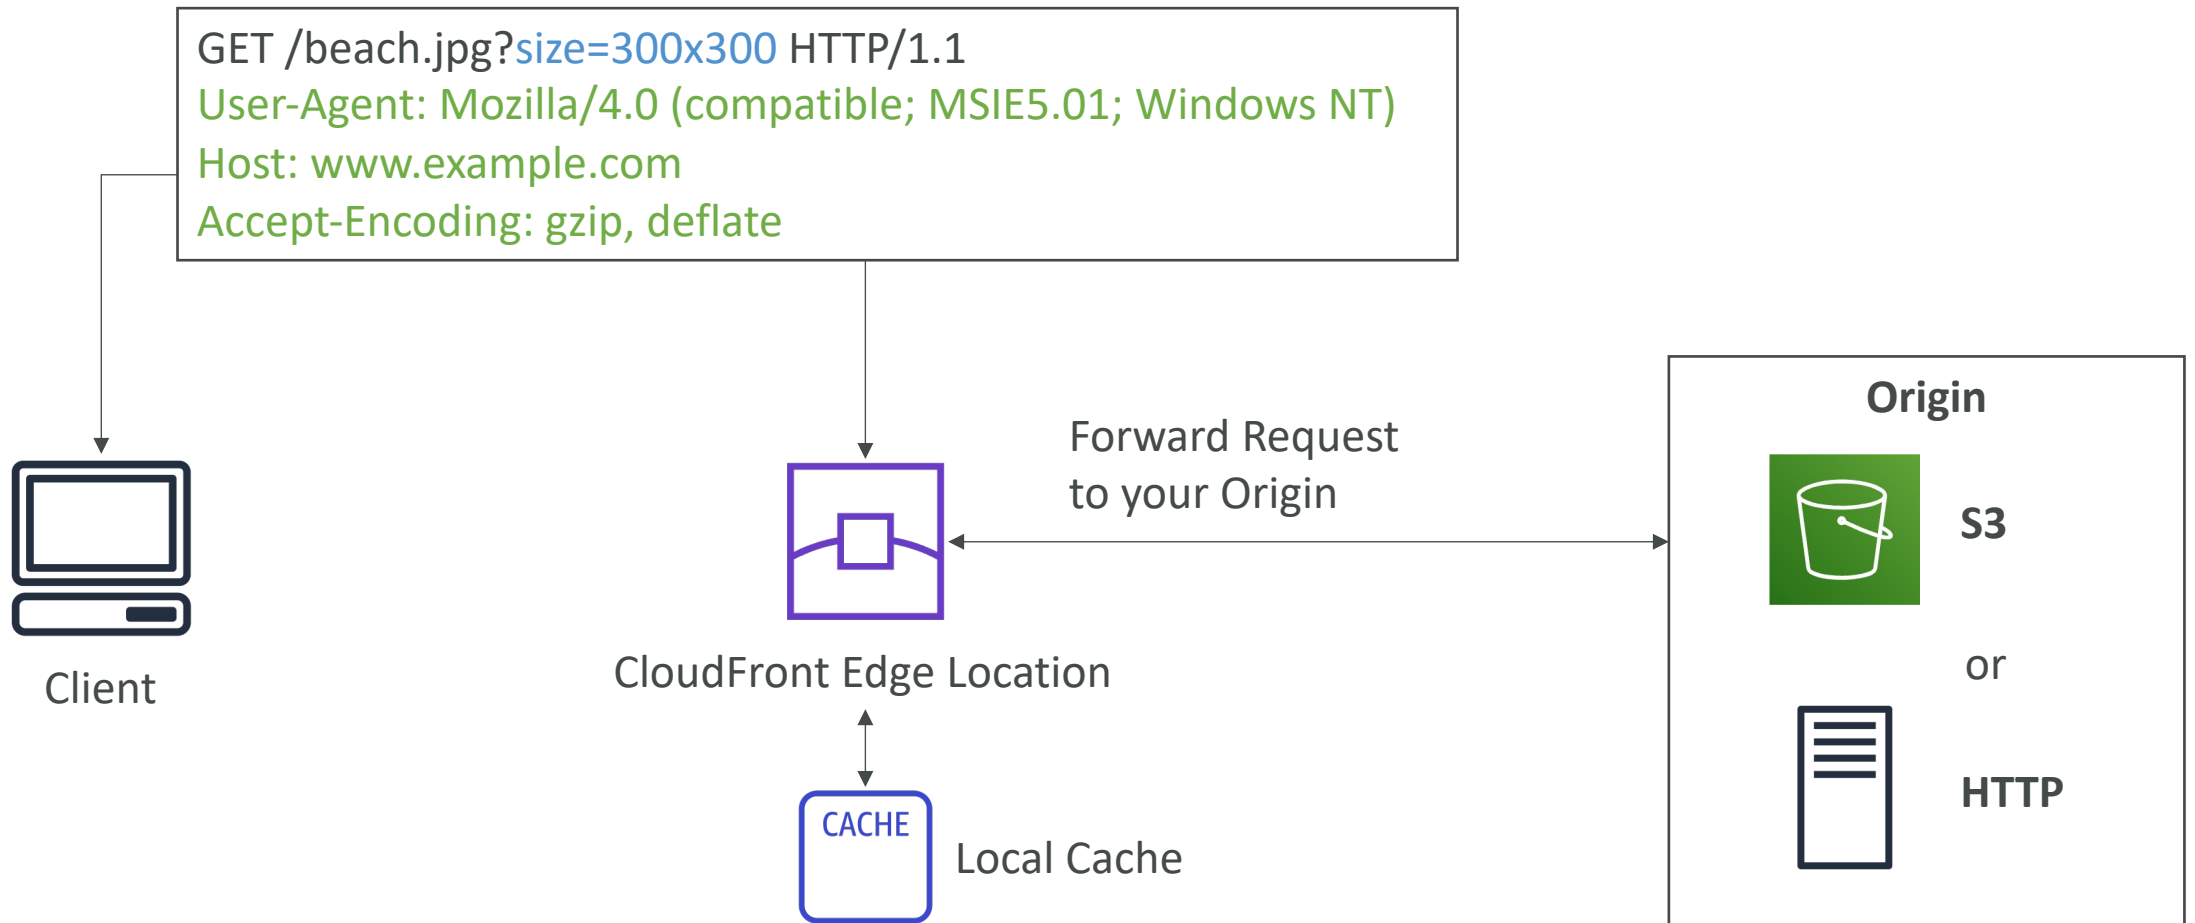 GET /beach.jpg?size=300x300 HTTP/1.1
User-Agent: Mozilla/4.0 (compatible; MSIE5.01; Windows NT)
Host: www.example.com
Accept-Encoding: gzip, deflate
Client
CloudFront Edge Location
Forward Request
to your Origin
CACHE
Local Cache
Origin
S3
or
HTTP